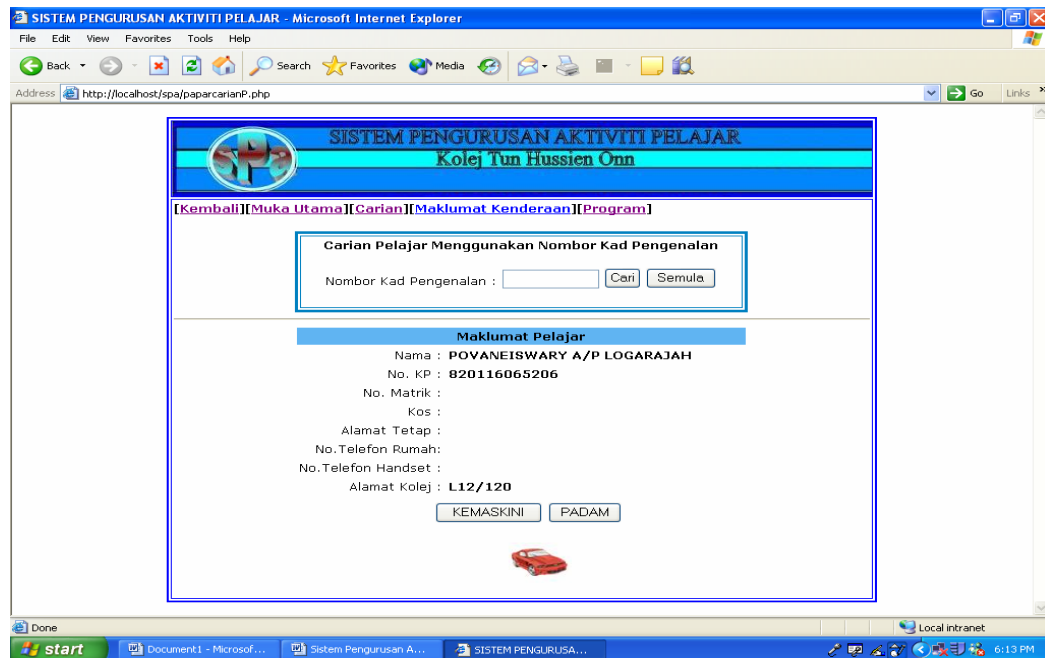 SISTEM PENGURUSAN AKTIVITI PELAJAR - Microsoft Internet Explorer
File Edit View Favorites Tools Help
Back Search Favorites Media
Address http://localhost/spa/paparcarianP.php Go Links »
SPa
SISTEM PENGURUSAN AKTIVITI PELAJAR
Kolej Tun Hussien Onn
[Kembali][Muka Utama][Carian][Maklumat Kenderaan][Program]
Carian Pelajar Menggunakan Nombor Kad Pengenalan
Nombor Kad Pengenalan : Cari Semula
Maklumat Pelajar
Nama : POVANEISWARY A/P LOGARAJAH
No. KP : 820116065206
No. Matrik :
Kos :
Alamat Tetap :
No.Telefon Rumah:
No.Telefon Handset :
Alamat Kolej : L12/120
KEMASKINI PADAM
Done Local intranet
start Document1 - Microsof... Sistem Pengurusan A... SISTEM PENGURUSA... 6:13 PM